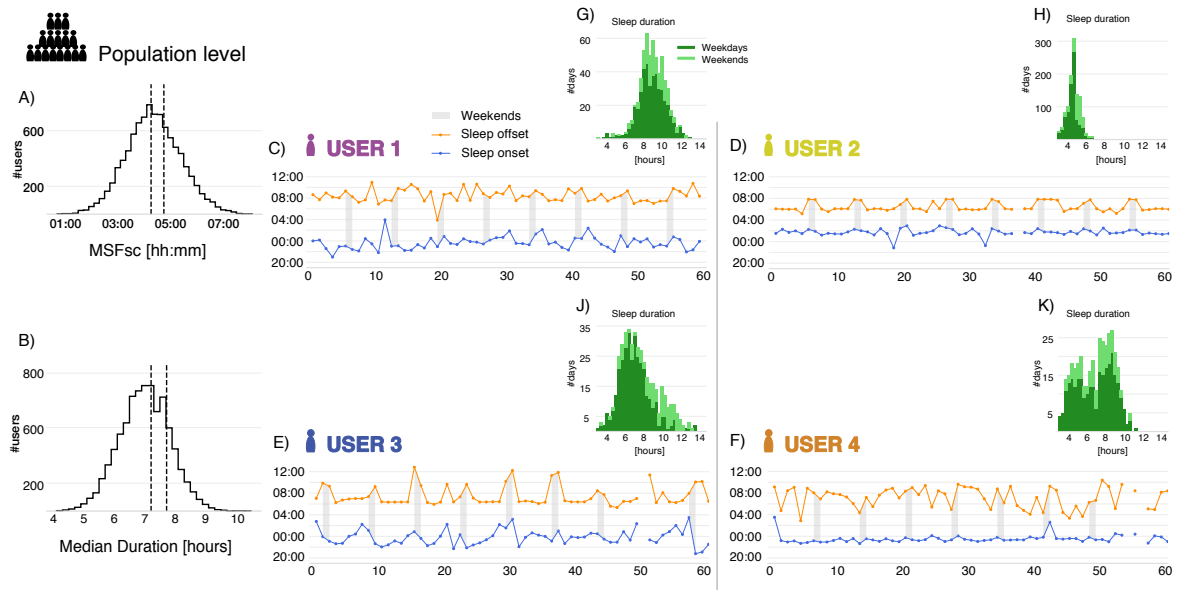 Population level
A)
#users
600
200
01:00 03:00 05:00 07:00
MSFsc [hh:mm]
B)
#users
800
600
200
4 5 6 7 8 9 10
Median Duration [hours]
Weekends
Sleep offset
Sleep onset
C)
USER 1
12:00
08:00
04:00
00:00
20:00
0 10 20 30 40 50 60
G)
Sleep duration
Weekdays
Weekends
#days
60
40
20
4 6 8 10 12 14
[hours]
D)
USER 2
12:00
08:00
04:00
00:00
20:00
0 10 20 30 40 50 60
H)
Sleep duration
#days
300
200
100
4 6 8 10 12 14
[hours]
E)
USER 3
12:00
08:00
04:00
00:00
20:00
0 10 20 30 40 50 60
J)
Sleep duration
#days
35
25
15
5
4 6 8 10 12 14
[hours]
F)
USER 4
12:00
08:00
04:00
00:00
20:00
0 10 20 30 40 50 60
K)
Sleep duration
#days
25
15
5
4 6 8 10 12 14
[hours]